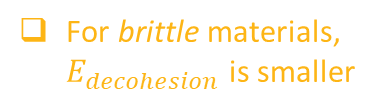 ❑ For brittle materials,
E_decohesion is smaller